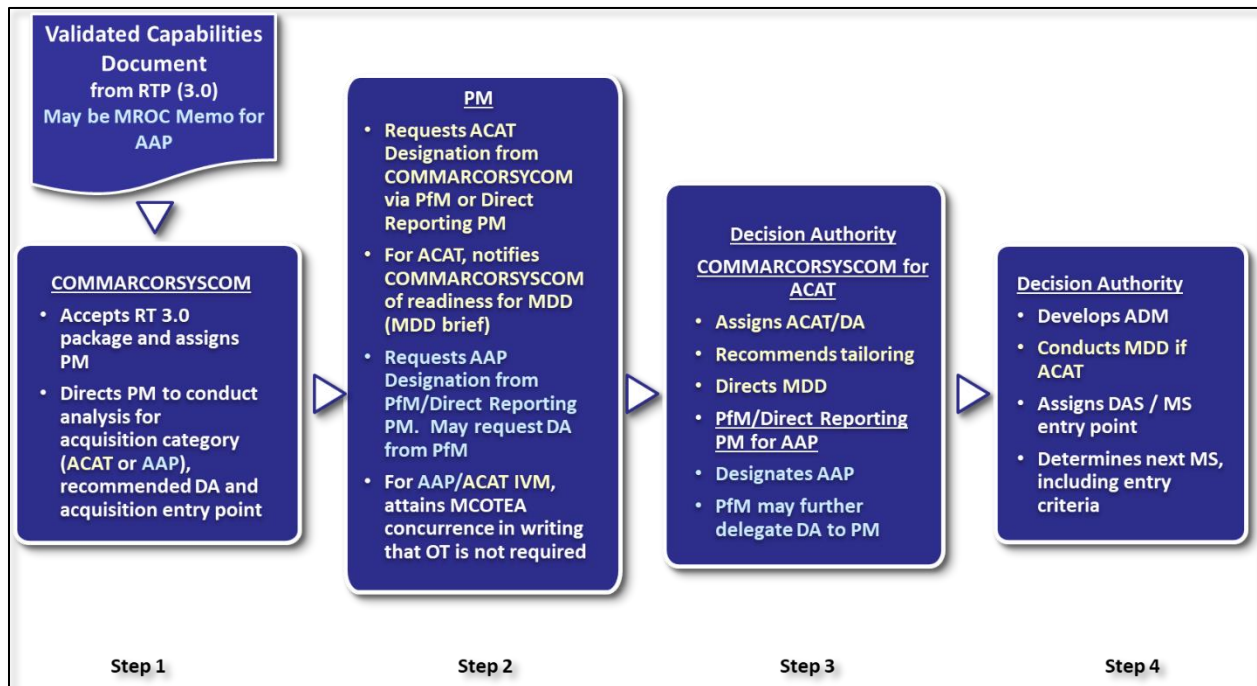 Validated Capabilities
Document
from RTP (3.0)
May be MROC Memo for
AAP
COMMARCORSYSCOM
• Accepts RT 3.0
package and assigns
PM
• Directs PM to conduct
analysis for
acquisition category
(ACAT or AAP),
recommended DA and
acquisition entry point
PM
• Requests ACAT
Designation from
COMMARCORSYCOM
via PfM or Direct
Reporting PM
• For ACAT, notifies
COMMARCORSYSCOM
of readiness for MDD
(MDD brief)
• Requests AAP
Designation from
PfM/Direct Reporting
PM. May request DA
from PfM
• For AAP/ACAT IVM,
attains MCOTEA
concurrence in writing
that OT is not required
Decision Authority
COMMARCORSYSCOM for
ACAT
• Assigns ACAT/DA
• Recommends tailoring
• Directs MDD
• PfM/Direct Reporting
PM for AAP
• Designates AAP
• PfM may further
delegate DA to PM
Decision Authority
• Develops ADM
• Conducts MDD if
ACAT
• Assigns DAS / MS
entry point
• Determines next MS,
including entry
criteria
Step 1
Step 2
Step 3
Step 4